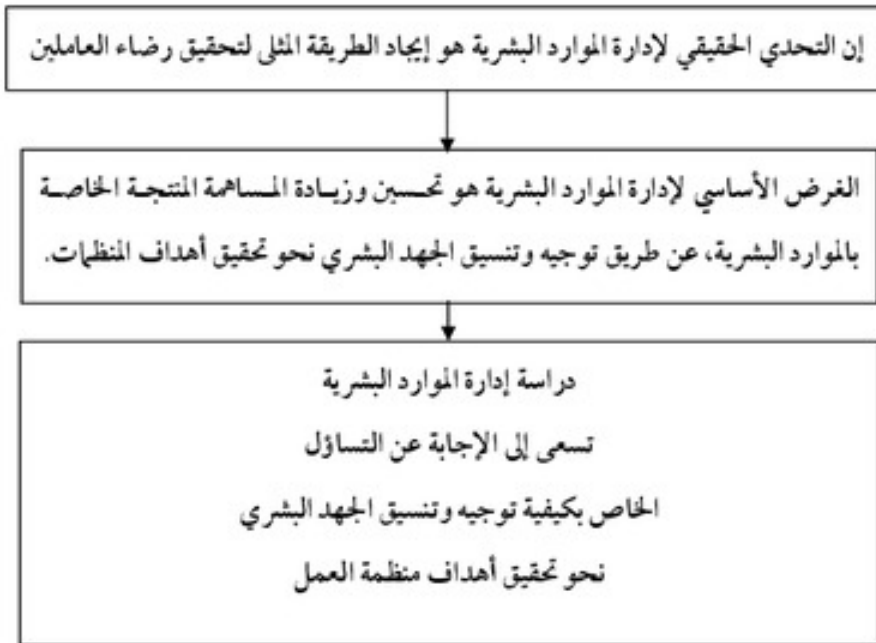 إن التحدي الحقيقي لإدارة الموارد البشرية هو إيجاد الطريقة المثلى لتحقيق رضاء العاملين
الغرض الأساسي لإدارة الموارد البشرية هو تحسين وزيادة المساهمة المنتجة الخاصة
بالموارد البشرية، عن طريق توجيه وتنسيق الجهد البشري نحو تحقيق أهداف المنظمات.
دراسة إدارة الموارد البشرية
تسعى إلى الإجابة عن التساؤل
الخاص بكيفية توجيه وتنسيق الجهد البشري
نحو تحقيق أهداف منظمة العمل